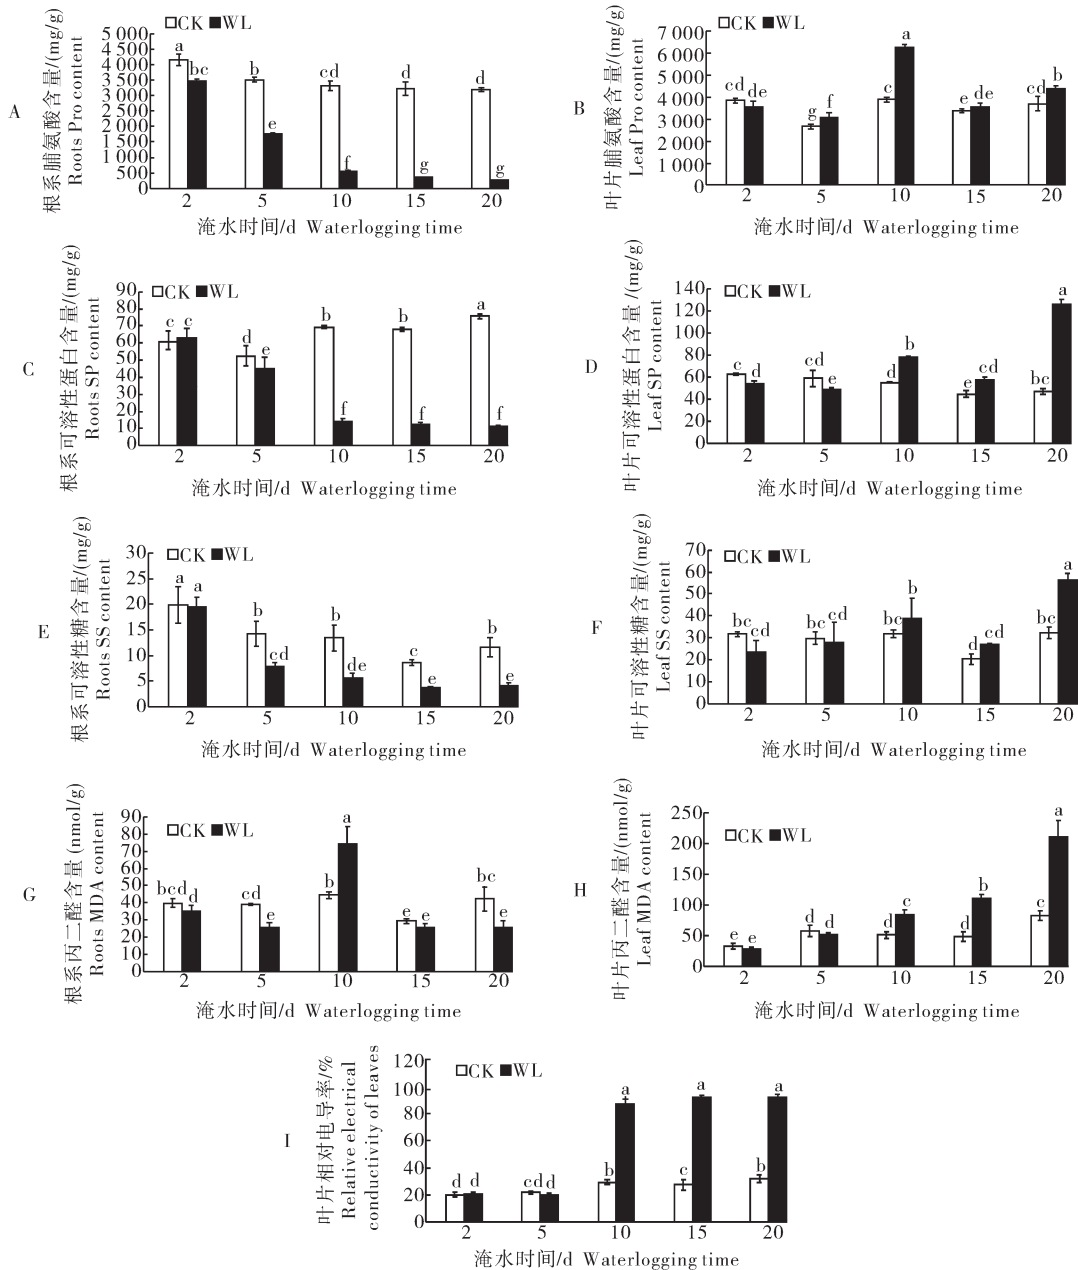 A
根系脯氨酸含量/(mg/g)
Roots Pro content
CK WL
5 000
4 500
4 000
3 500
3 000
2 500
2 000
1 500
1 000
500
0
a bc b e cd f d g d g
2 5 10 15 20
淹水时间/d Waterlogging time
B
叶片脯氨酸含量/(mg/g)
Leaf Pro content
CK WL
7 000
6 000
5 000
4 000
3 000
2 000
1 000
0
cd de g f c a e de cd b
2 5 10 15 20
淹水时间/d Waterlogging time
C
根系可溶性蛋白含量/(mg/g)
Roots SP content
CK WL
90
80
70
60
50
40
30
20
10
0
c c d e b f b f a f
2 5 10 15 20
淹水时间/d Waterlogging time
D
叶片可溶性蛋白含量 /(mg/g)
Leaf SP content
CK WL
140
120
100
80
60
40
20
0
c d cd e d b e d bc a
2 5 10 15 20
淹水时间/d Waterlogging time
E
根系可溶性糖含量/(mg/g)
Roots SS content
CK WL
30
25
20
15
10
5
0
a a b cd b de c e b e
2 5 10 15 20
淹水时间/d Waterlogging time
F
叶片可溶性糖含量/(mg/g)
Leaf SS content
CK WL
70
60
50
40
30
20
10
0
bc cd bc cd bc b d cd bc a
2 5 10 15 20
淹水时间/d Waterlogging time
G
根系丙二醛含量 (nmol/g)
Roots MDA content
CK WL
90
80
70
60
50
40
30
20
10
0
bcd d cd e b a e e bc e
2 5 10 15 20
淹水时间/d Waterlogging time
H
叶片丙二醛含量/(nmol/g)
Leaf MDA content
CK WL
250
200
150
100
50
0
e e d d d c d b c a
2 5 10 15 20
淹水时间/d Waterlogging time
I
叶片相对电导率/%
Relative electrical
conductivity of leaves
CK WL
120
100
80
60
40
20
0
d d cd d b a c a b a
2 5 10 15 20
淹水时间/d Waterlogging time